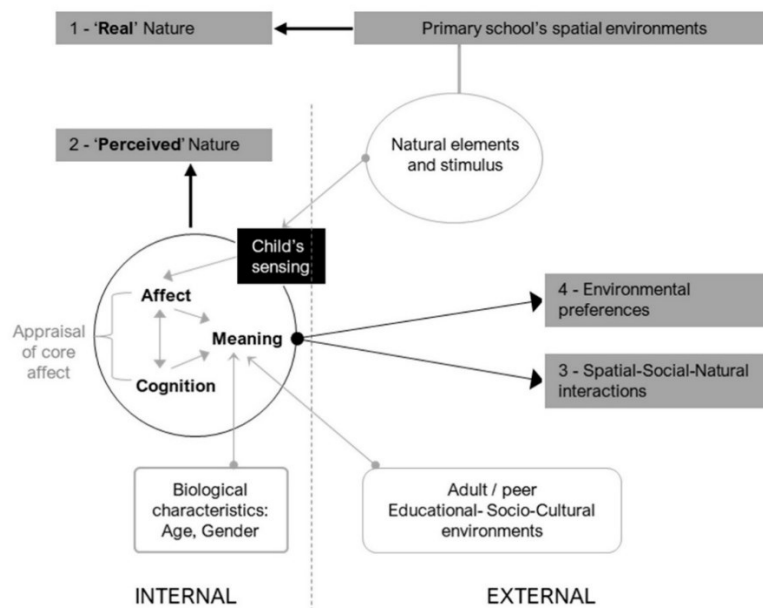 1 - ‘Real’ Nature
Primary school’s spatial environments
2 - ‘Perceived’ Nature
Natural elements
and stimulus
Child’s
sensing
Affect
Appraisal
of core
affect
Meaning
Cognition
4 - Environmental
preferences
3 - Spatial-Social-Natural
interactions
Biological
characteristics:
Age, Gender
Adult / peer
Educational- Socio-Cultural
environments
INTERNAL
EXTERNAL